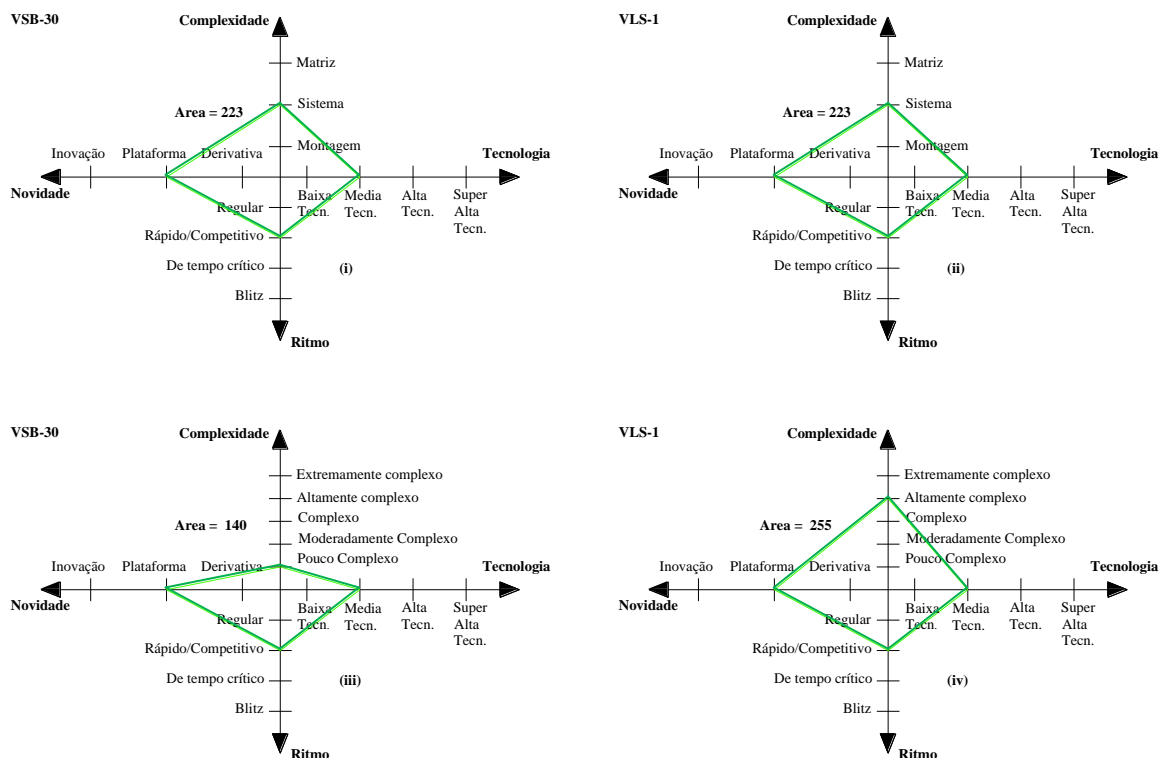 VSB-30
Complexidade
Matriz
Area = 223
Sistema
Montagem
Inovação Plataforma Derivativa
Tecnologia
Novidade
Baixa Media Alta Super
Tecn. Tecn. Tecn. Alta
Tecn.
Regular
Rápido/Competitivo
De tempo crítico
(i)
Blitz
Ritmo
VLS-1
Complexidade
Matriz
Area = 223
Sistema
Montagem
Inovação Plataforma Derivativa
Tecnologia
Novidade
Baixa Media Alta Super
Tecn. Tecn. Tecn. Alta
Tecn.
Regular
Rápido/Competitivo
De tempo crítico
(ii)
Blitz
Ritmo
VSB-30
Complexidade
Extremamente complexo
Altamente complexo
Area = 140
Complexo
Moderadamente Complexo
Pouco Complexo
Inovação Plataforma Derivativa
Tecnologia
Novidade
Baixa Media Alta Super
Tecn. Tecn. Tecn. Alta
Tecn.
Regular
Rápido/Competitivo
De tempo crítico
(iii)
Blitz
Ritmo
VLS-1
Complexidade
Extremamente complexo
Altamente complexo
Area = 255
Complexo
Moderadamente Complexo
Pouco Complexo
Inovação Plataforma Derivativa
Tecnologia
Novidade
Baixa Media Alta Super
Tecn. Tecn. Tecn. Alta
Tecn.
Regular
Rápido/Competitivo
De tempo crítico
(iv)
Blitz
Ritmo